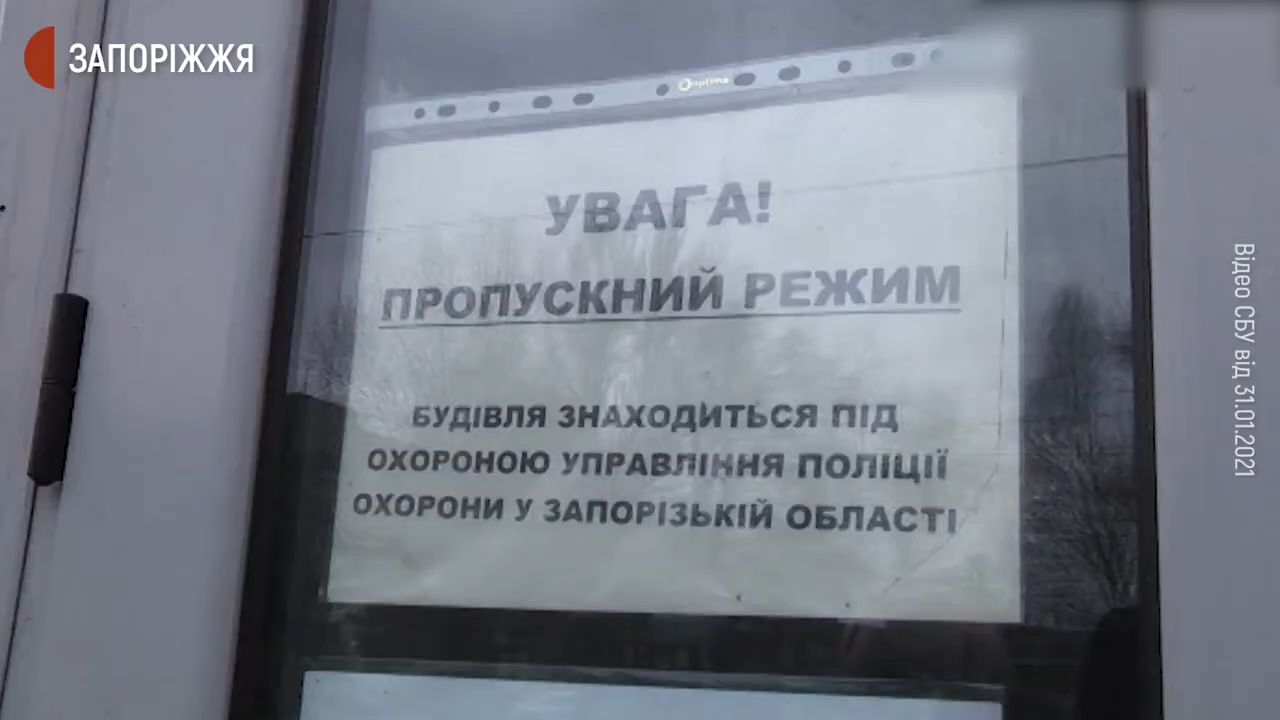 ЗАПОРІЖЖЯ
Optima
УВАГА!
ПРОПУСКНИЙ РЕЖИМ
БУДІВЛЯ ЗНАХОДИТЬСЯ ПІД
ОХОРОНОЮ УПРАВЛІННЯ ПОЛІЦІЇ
ОХОРОНИ У ЗАПОРІЗЬКІЙ ОБЛАСТІ
Відео СБУ від 31.01.2021